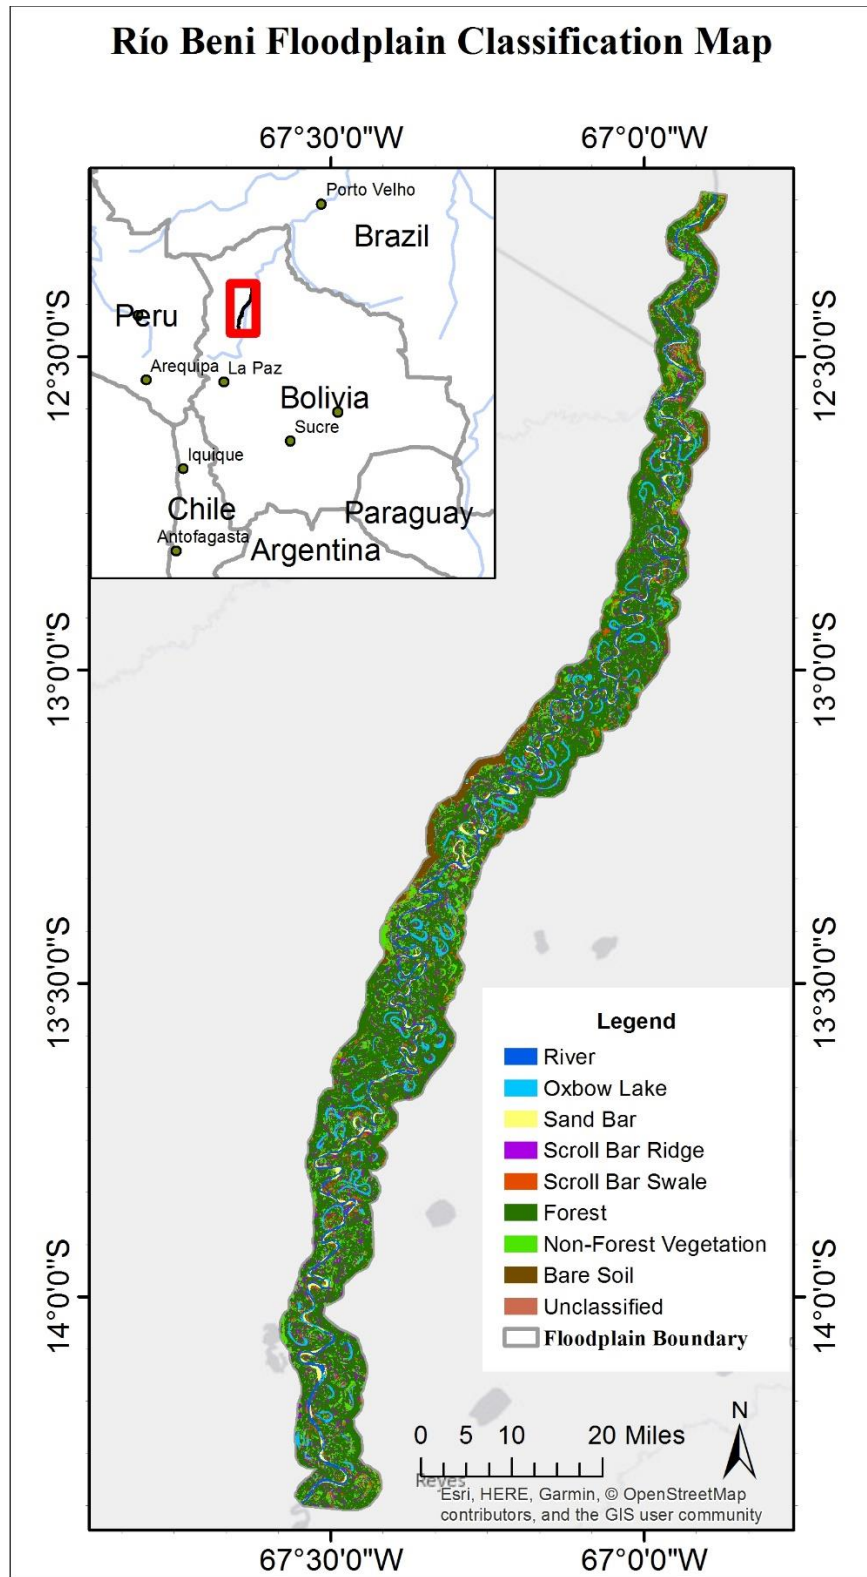 Río Beni Floodplain Classification Map
67°30'0"W
67°0'0"W
Porto Velho
Brazil
Peru
Arequipa
La Paz
Bolivia
Sucre
Iquique
Chile
Paraguay
Antofagasta
Argentina
12°30'0"S
12°30'0"S
13°0'0"S
13°0'0"S
13°30'0"S
13°30'0"S
14°0'0"S
14°0'0"S
Legend
River
Oxbow Lake
Sand Bar
Scroll Bar Ridge
Scroll Bar Swale
Forest
Non-Forest Vegetation
Bare Soil
Unclassified
Floodplain Boundary
N
0 5 10 20 Miles
Reyes
Esri, HERE, Garmin, © OpenStreetMap
contributors, and the GIS user community
67°30'0"W
67°0'0"W